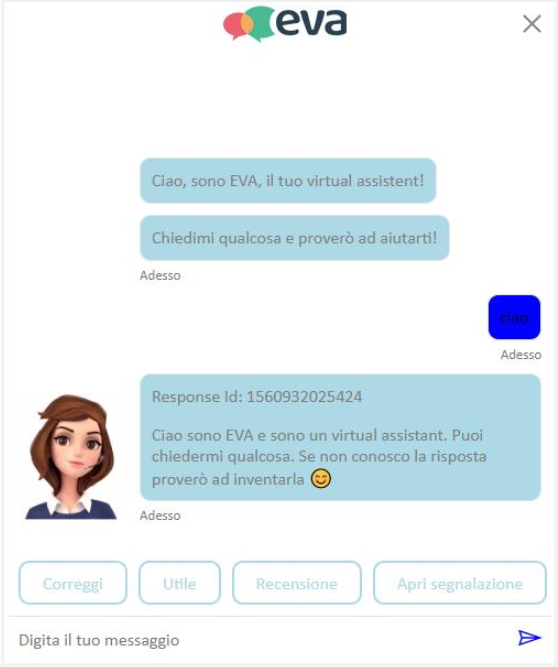 eva
Ciao, sono EVA, il tuo virtual assistent!
Chiedimi qualcosa e proverò ad aiutarti!
Adesso
ciao
Adesso
Response Id: 1560932025424
Ciao sono EVA e sono un virtual assistant. Puoi
chiedermi qualcosa. Se non conosco la risposta
proverò ad inventarla 😊
Adesso
Correggi Utile Recensione Apri segnalazione
Digita il tuo messaggio